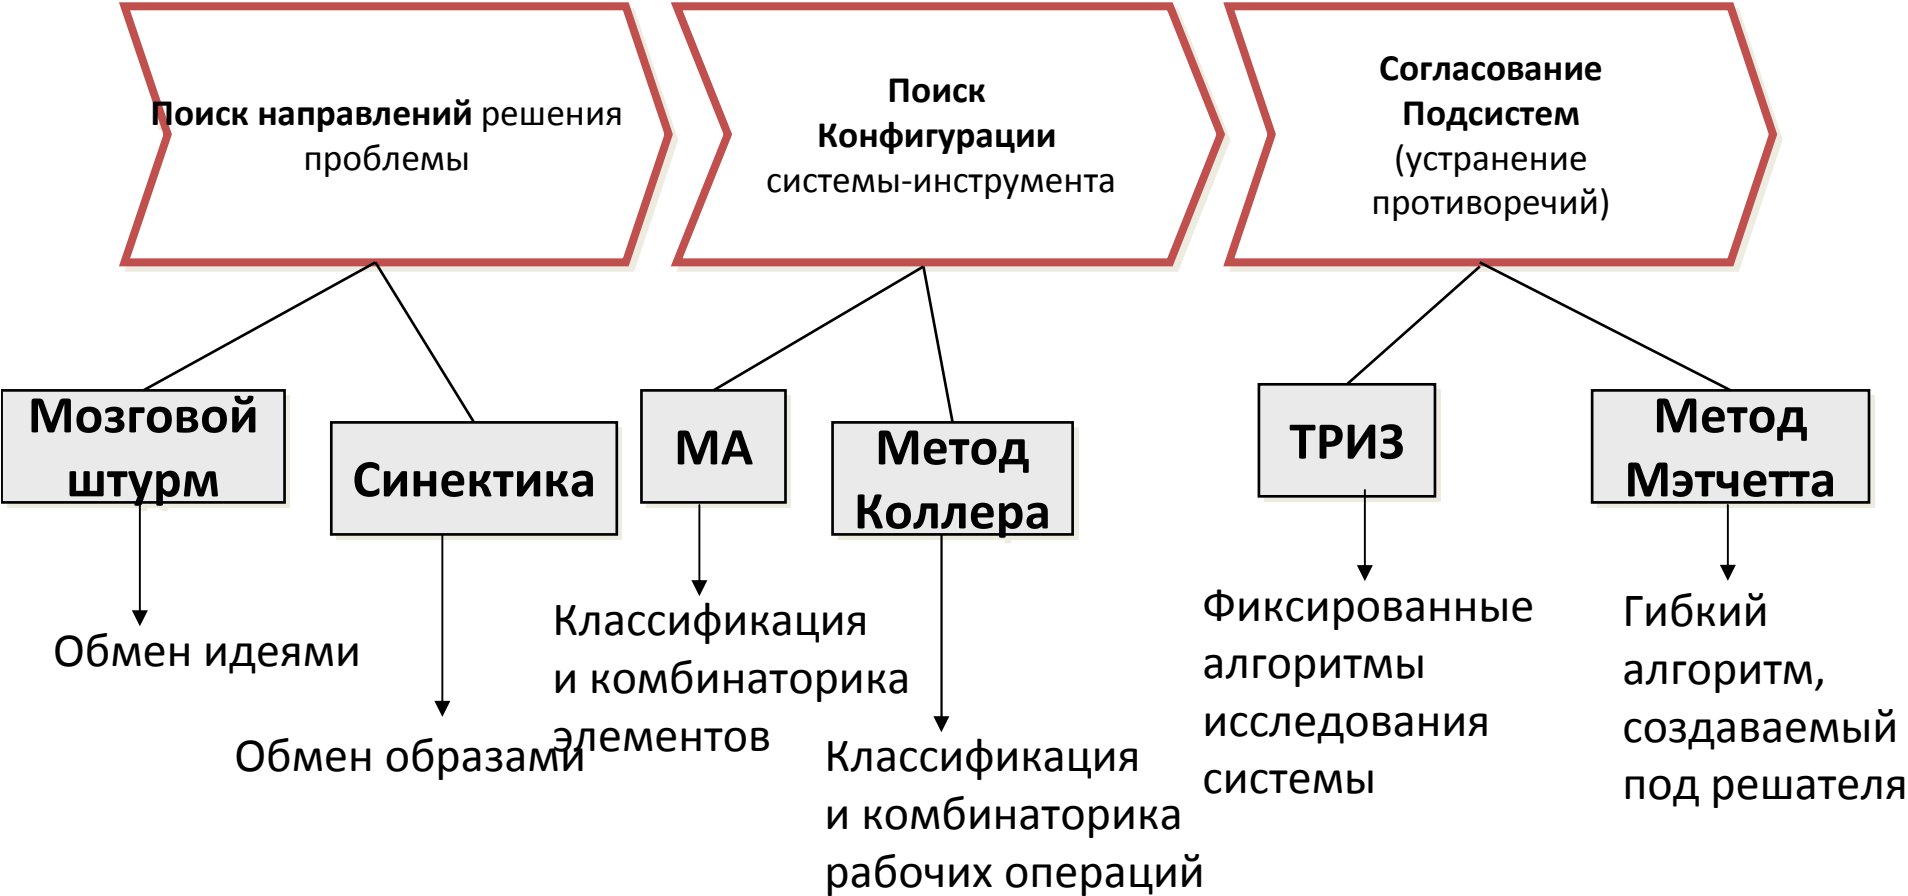 Поиск направлений решения
проблемы
Поиск
Конфигурации
системы-инструмента
Согласование
Подсистем
(устранение
противоречий)
Мозговой
штурм
Синектика
МА
Метод
Коллера
ТРИЗ
Метод
Мэтчетта
Обмен идеями
Обмен образами
Классификация
и комбинаторика
элементов
Классификация
и комбинаторика
рабочих операций
Фиксированные
алгоритмы
исследования
системы
Гибкий
алгоритм,
создаваемый
под решателя